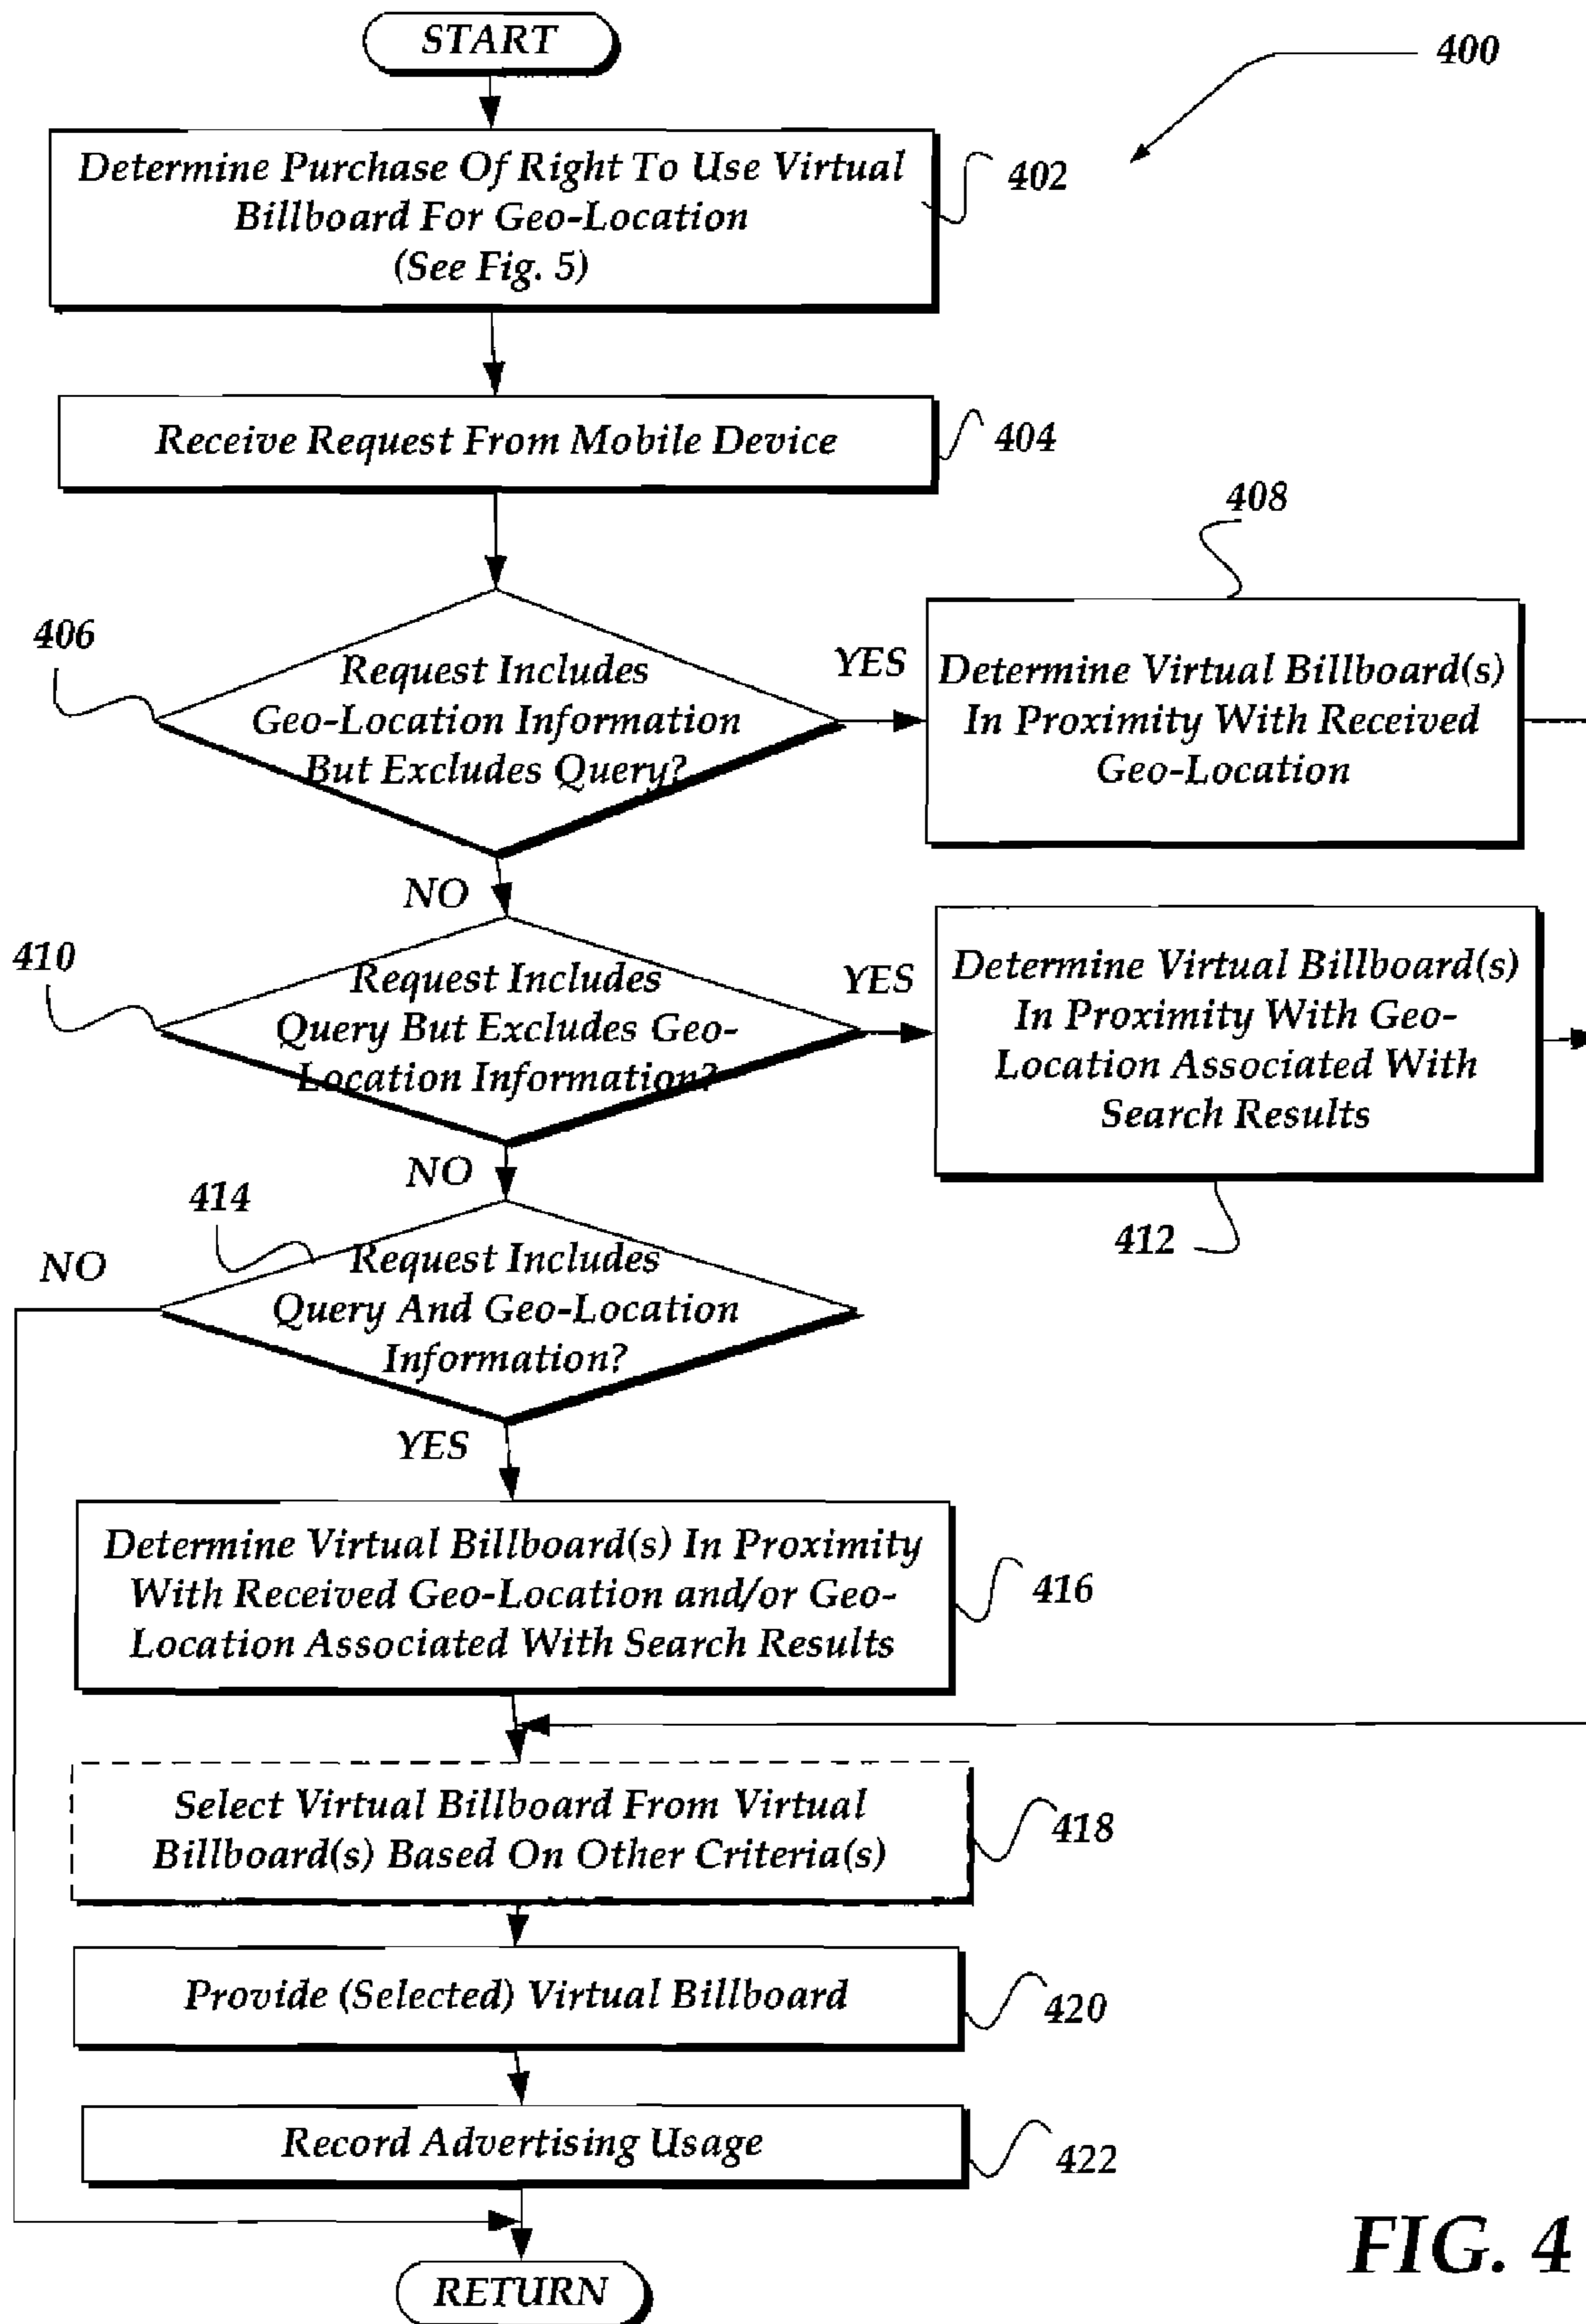 START
400
Determine Purchase Of Right To Use Virtual
Billboard For Geo-Location
(See Fig. 5)
402
Receive Request From Mobile Device
404
408
406
Request Includes
Geo-Location Information
But Excludes Query?
YES
Determine Virtual Billboard(s)
In Proximity With Received
Geo-Location
NO
410
Request Includes
Query But Excludes Geo-
Location Information?
YES
Determine Virtual Billboard(s)
In Proximity With Geo-
Location Associated With
Search Results
412
NO
414
NO
Request Includes
Query And Geo-Location
Information?
YES
Determine Virtual Billboard(s) In Proximity
With Received Geo-Location and/or Geo-
Location Associated With Search Results
416
Select Virtual Billboard From Virtual
Billboard(s) Based On Other Criteria(s)
418
Provide (Selected) Virtual Billboard
420
Record Advertising Usage
422
RETURN
FIG. 4